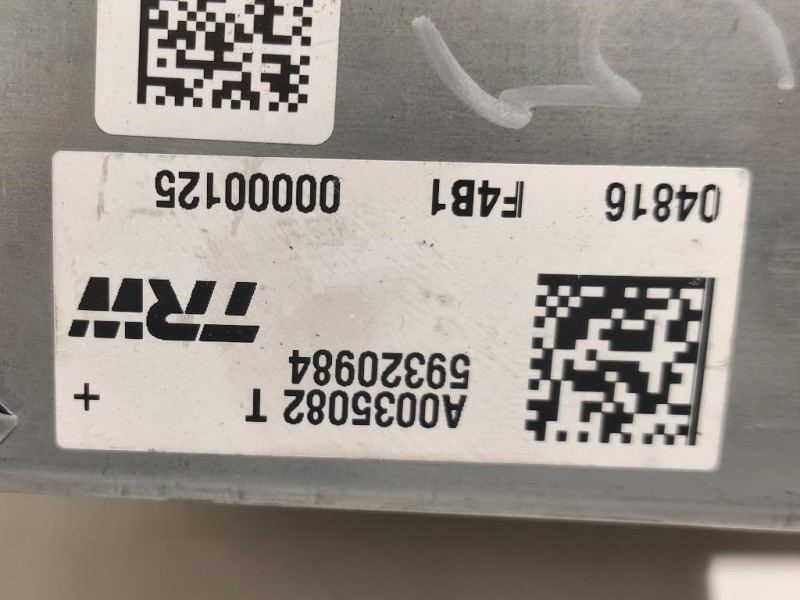 A0035082 T +
59320984
TRW
04816 F4B1 00000125